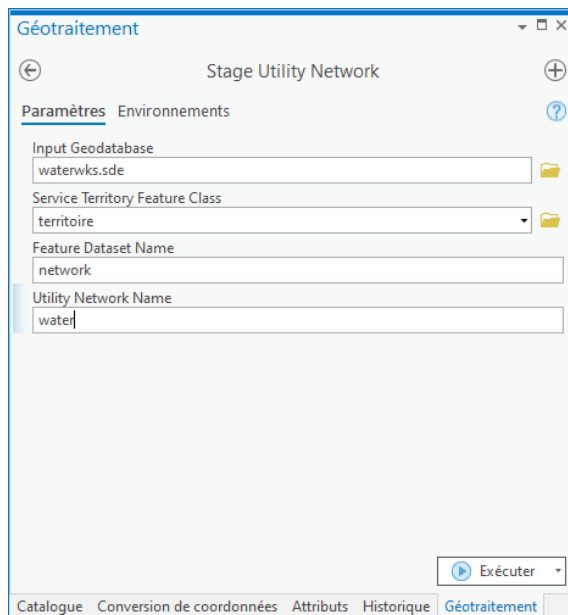 Géotraitement
Stage Utility Network
Paramètres Environnements
Input Geodatabase
waterwks.sde
Service Territory Feature Class
territoire
Feature Dataset Name
network
Utility Network Name
water
Exécuter
Catalogue Conversion de coordonnées Attributs Historique Géotraitement